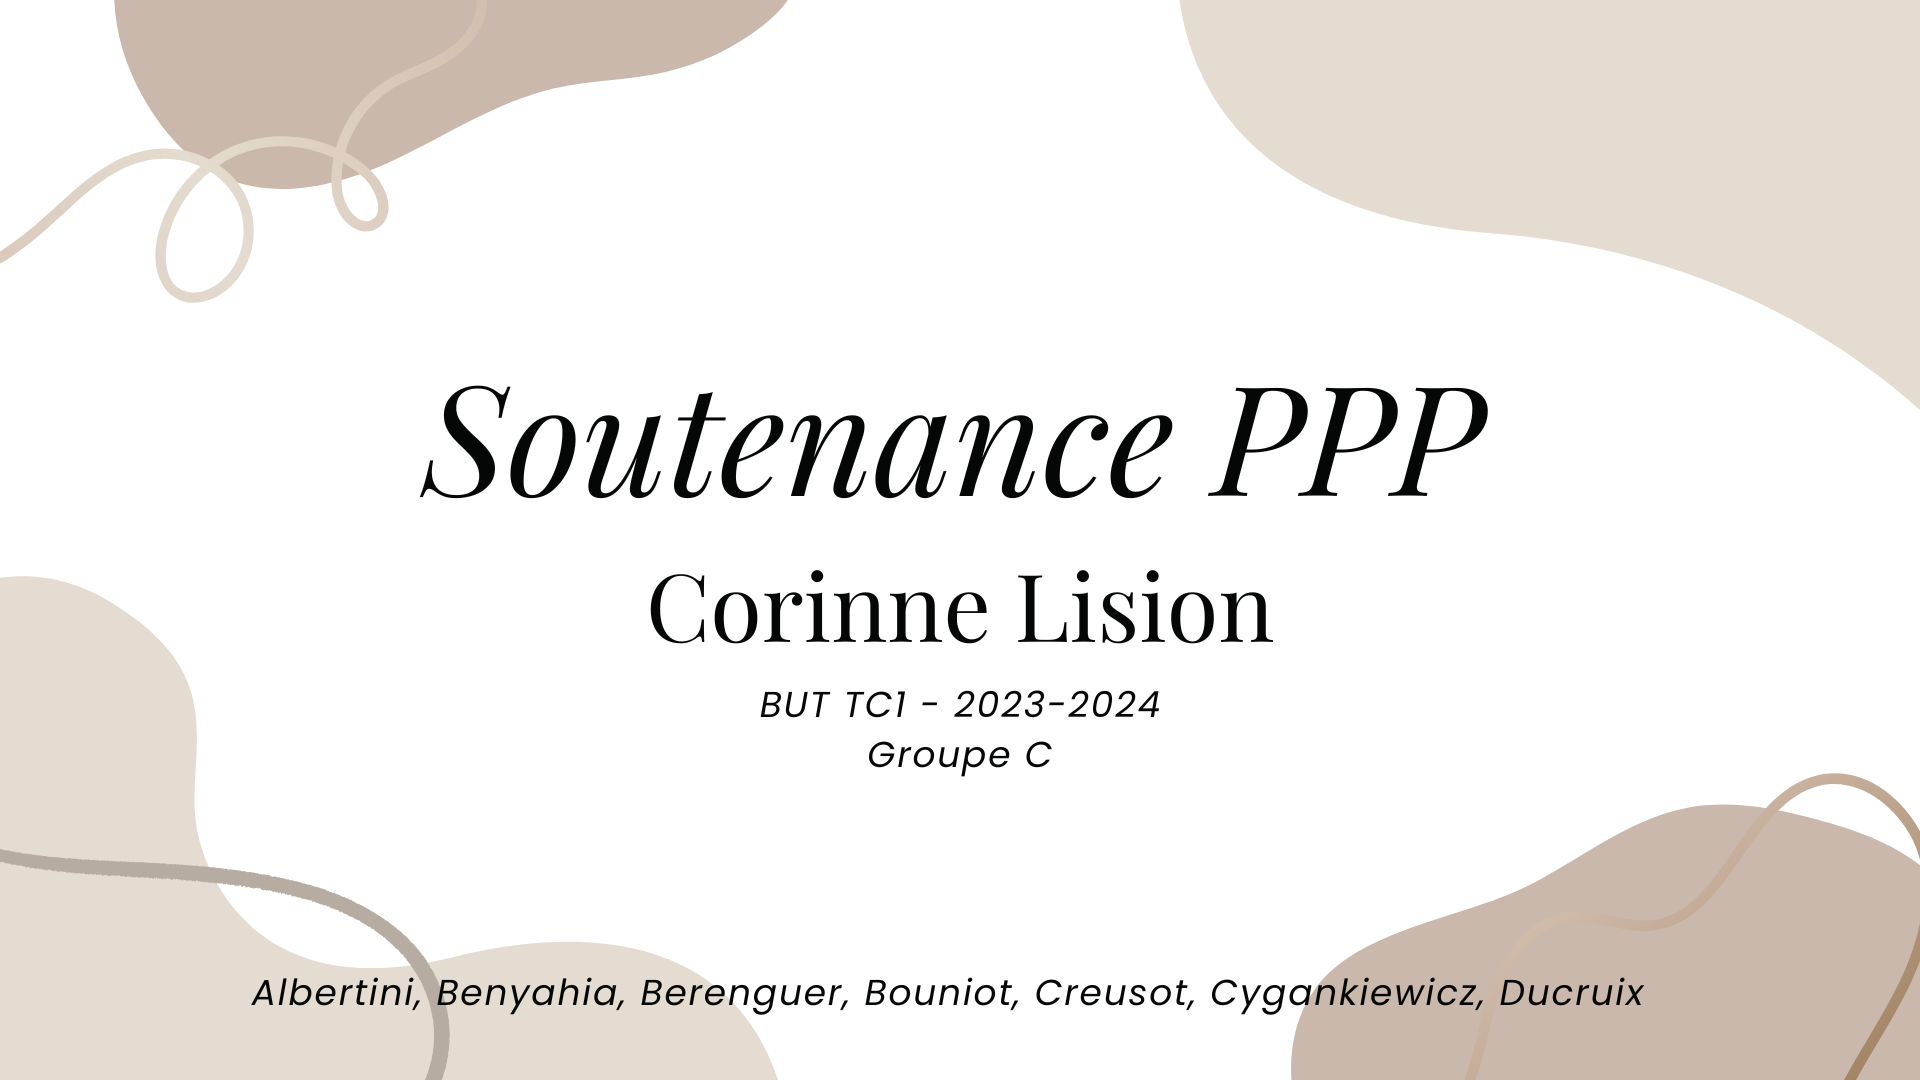 Soutenance PPP
Corinne Lision
BUT TC1 - 2023-2024
Groupe C
Albertini, Benyahia, Berenguer, Bouniot, Creusot, Cygankiewicz, Ducruix